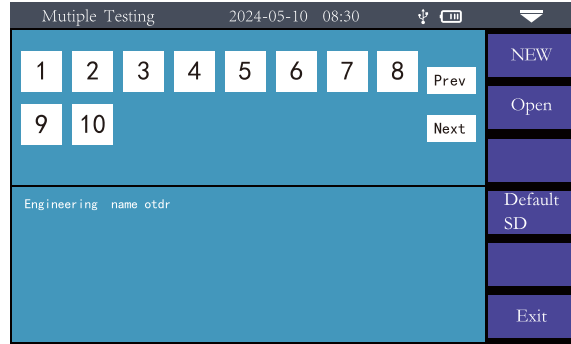 Mutiple Testing 2024-05-10 08:30
NEW
1 2 3 4 5 6 7 8 Prev
Open
9 10 Next
Engineering name otdr
Default
SD
Exit